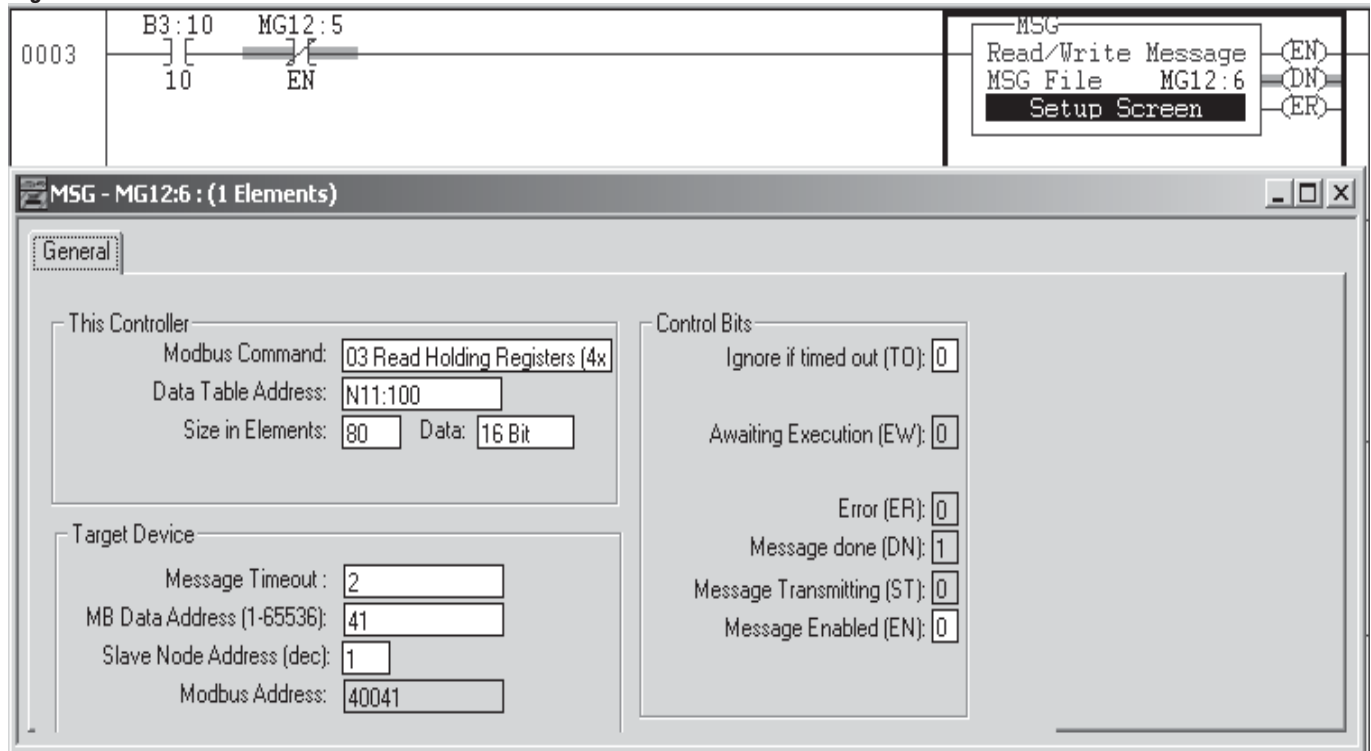 B3:10 MG12:5
0003
10 EN
MSG
Read/Write Message
MSG File MG12:6
Setup Screen
(EN)
(DN)
(ER)
MSG - MG12:6 : (1 Elements)
General
This Controller
Modbus Command: 03 Read Holding Registers (4x
Data Table Address: N11:100
Size in Elements: 80 Data: 16 Bit
Target Device
Message Timeout : 2
MB Data Address (1-65536): 41
Slave Node Address (dec): 1
Modbus Address: 40041
Control Bits
Ignore if timed out (TO): 0
Awaiting Execution (EW): 0
Error (ER): 0
Message done (DN): 1
Message Transmitting (ST): 0
Message Enabled (EN): 0